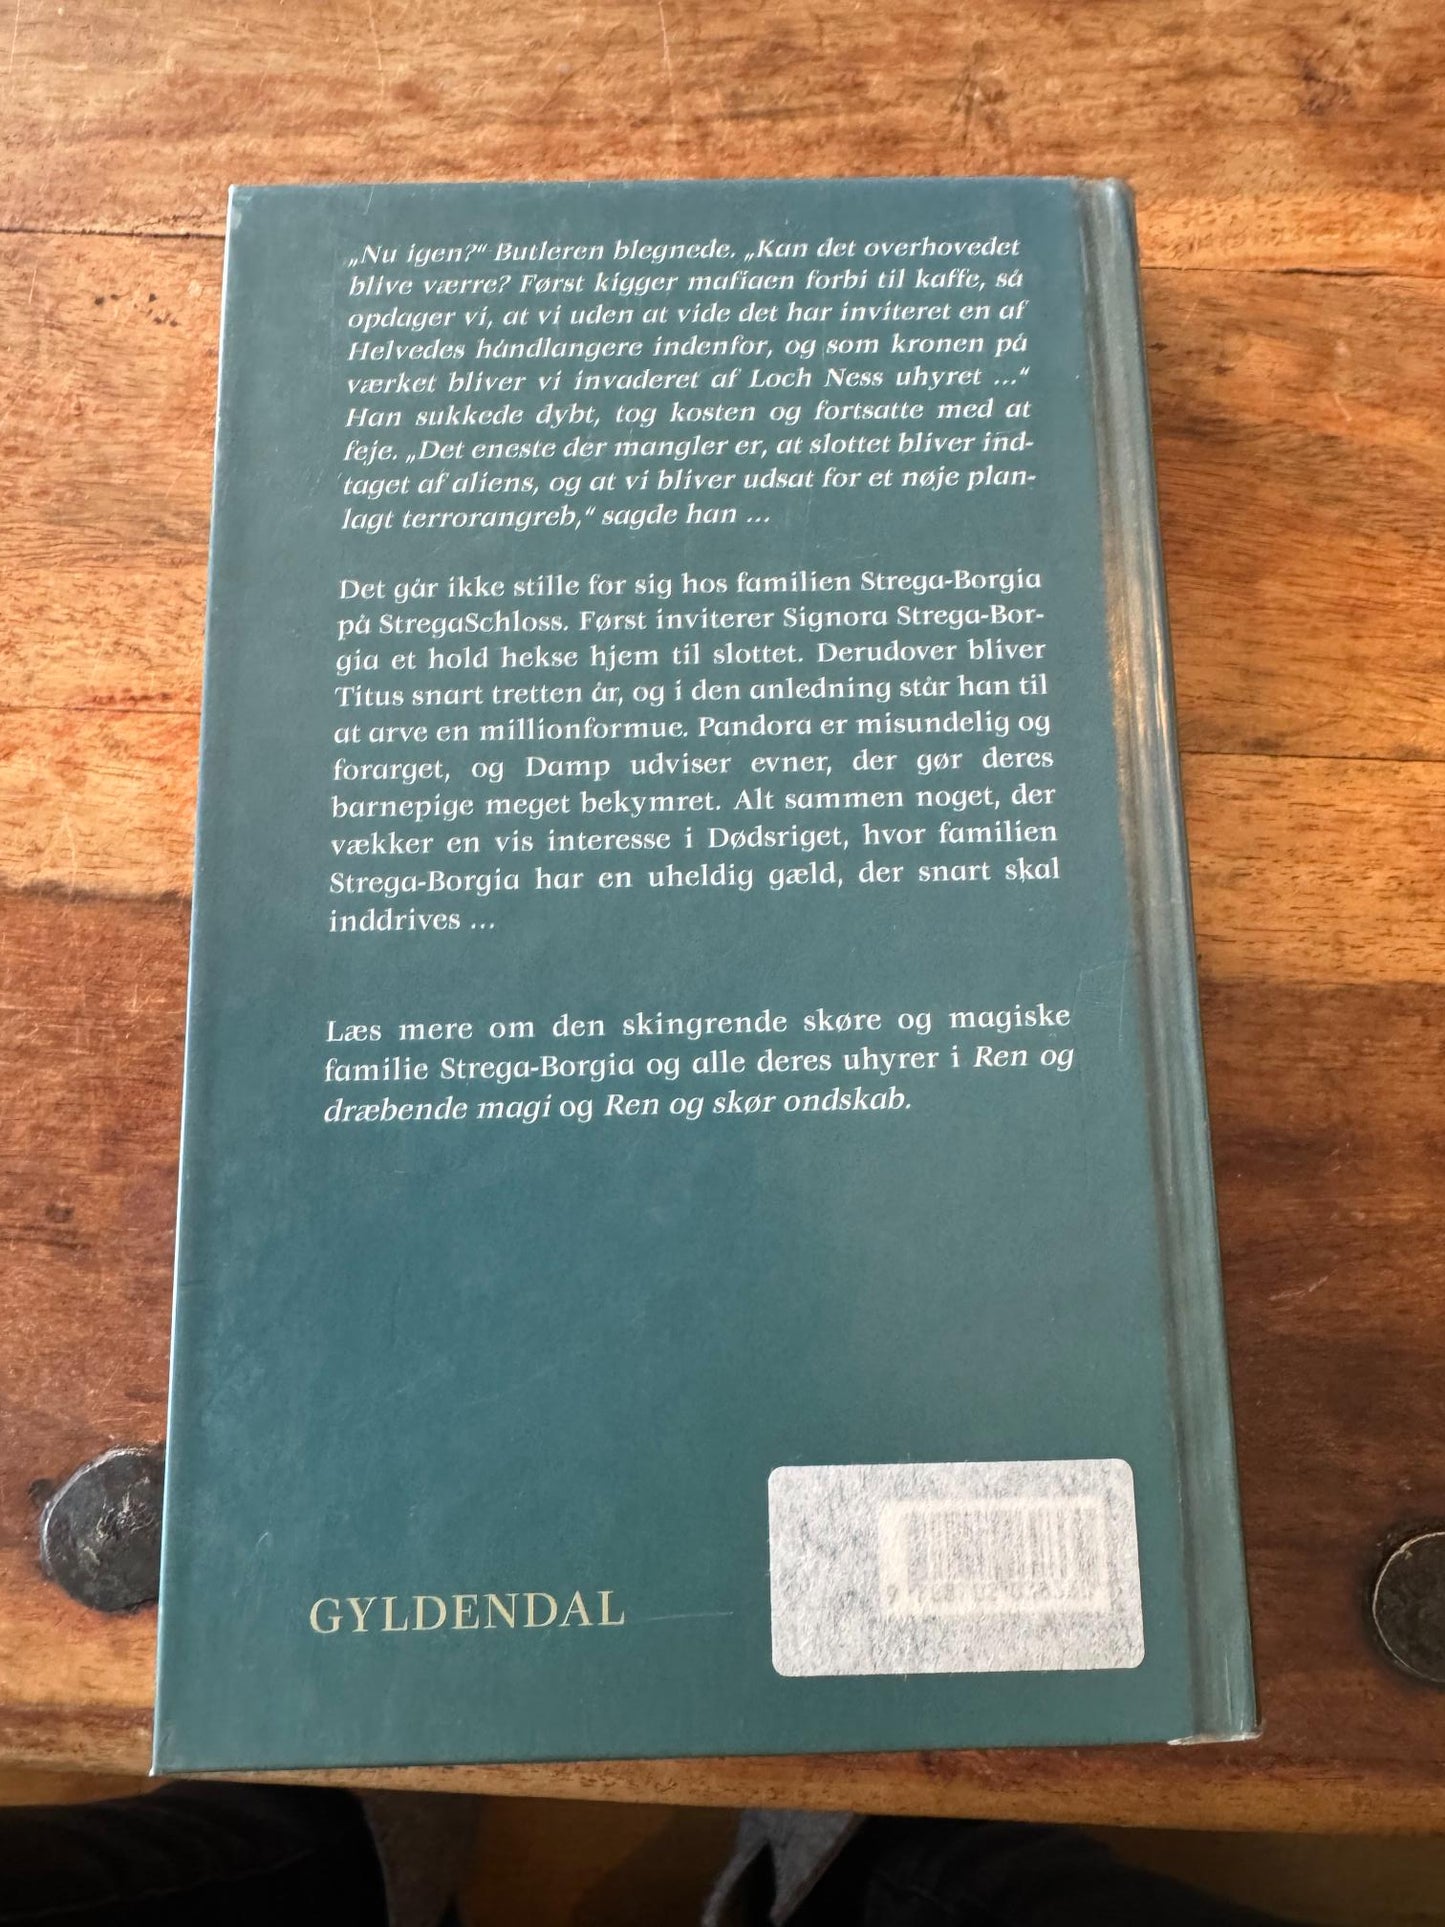 „Nu igen?“ Butleren blegnede. „Kan det overhovedet
blive værre? Først kigger mafiaen forbi til kaffe, så
opdager vi, at vi uden at vide det har inviteret en af
Helvedes håndlangere indenfor, og som kronen på
værket bliver vi invaderet af Loch Ness uhyret ...“
Han sukkede dybt, tog kosten og fortsatte med at
feje. „Det eneste der mangler er, at slottet bliver ind-
taget af aliens, og at vi bliver udsat for et nøje plan-
lagt terrorangreb,“ sagde han ...
Det går ikke stille for sig hos familien Strega-Borgia
på StregaSchloss. Først inviterer Signora Strega-Bor-
gia et hold hekse hjem til slottet. Derudover bliver
Titus snart tretten år, og i den anledning står han til
at arve en millionformue. Pandora er misundelig og
forarget, og Damp udviser evner, der gør deres
barnepige meget bekymret. Alt sammen noget, der
vækker en vis interesse i Dødsriget, hvor familien
Strega-Borgia har en uheldig gæld, der snart skal
inddrives ...
Læs mere om den skingrende skøre og magiske
familie Strega-Borgia og alle deres uhyrer i Ren og
dræbende magi og Ren og skør ondskab.
GYLDENDAL